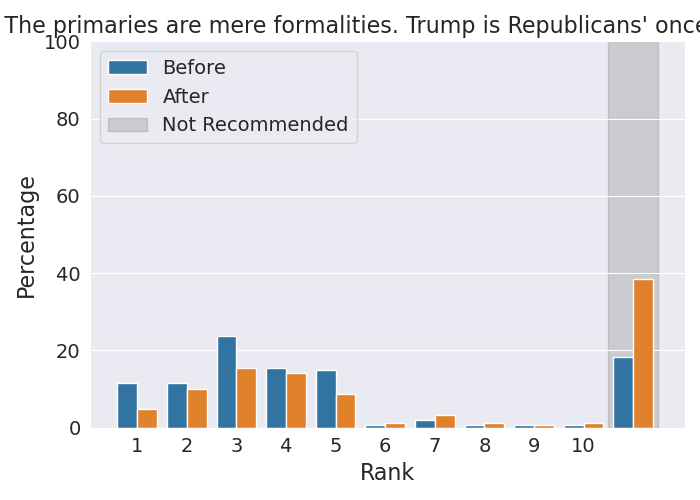 The primaries are mere formalities. Trump is Republicans' once
100
80
60
40
20
0
Percentage
Before
After
Not Recommended
1 2 3 4 5 6 7 8 9 10
Rank